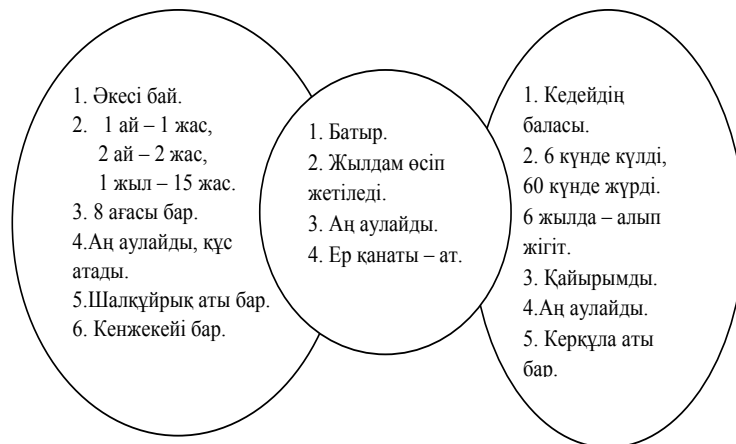 1. Әкесі бай.
2. 1 ай – 1 жас,
2 ай – 2 жас,
1 жыл – 15 жас.
3. 8 ағасы бар.
4.Аң аулайды, құс
атады.
5.Шалқұйрық аты бар.
6. Кенжекейі бар.
1. Батыр.
2. Жылдам өсіп
жетіледі.
3. Аң аулайды.
4. Ер қанаты – ат.
1. Кедейдің
баласы.
2. 6 күнде күлді,
60 күнде жүрді.
6 жылда – алып
жігіт.
3. Қайырымды.
4.Аң аулайды.
5. Керқұла аты
бар.